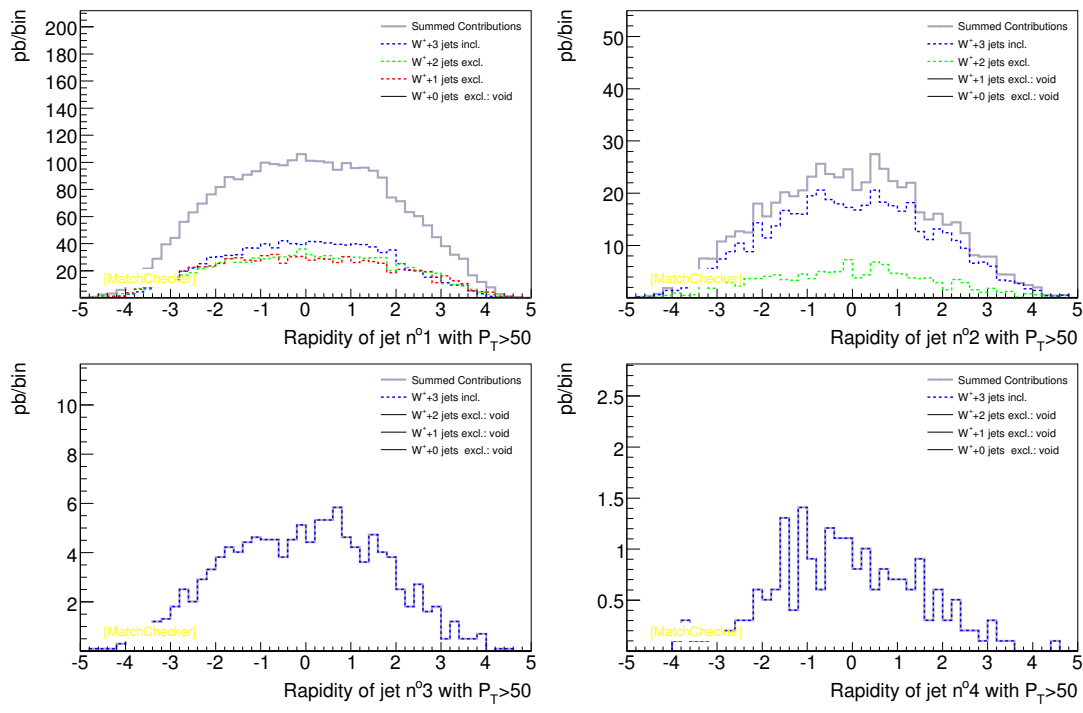 pb/bin
200
180
160
140
120
100
80
60
40
20
Summed Contributions
W⁺+3 jets incl.
W⁺+2 jets excl.
W⁺+1 jets excl.
W⁺+0 jets excl.: void
[MatchChecker]
-5 -4 -3 -2 -1 0 1 2 3 4 5
Rapidity of jet nº1 with P_T>50
pb/bin
50
40
30
20
10
Summed Contributions
W⁺+3 jets incl.
W⁺+2 jets excl.
W⁺+1 jets excl.: void
W⁺+0 jets excl.: void
[MatchChecker]
-5 -4 -3 -2 -1 0 1 2 3 4 5
Rapidity of jet nº2 with P_T>50
pb/bin
10
8
6
4
2
Summed Contributions
W⁺+3 jets incl.
W⁺+2 jets excl.: void
W⁺+1 jets excl.: void
W⁺+0 jets excl.: void
[MatchChecker]
-5 -4 -3 -2 -1 0 1 2 3 4 5
Rapidity of jet nº3 with P_T>50
pb/bin
2.5
2
1.5
1
0.5
Summed Contributions
W⁺+3 jets incl.
W⁺+2 jets excl.: void
W⁺+1 jets excl.: void
W⁺+0 jets excl.: void
[MatchChecker]
-5 -4 -3 -2 -1 0 1 2 3 4 5
Rapidity of jet nº4 with P_T>50